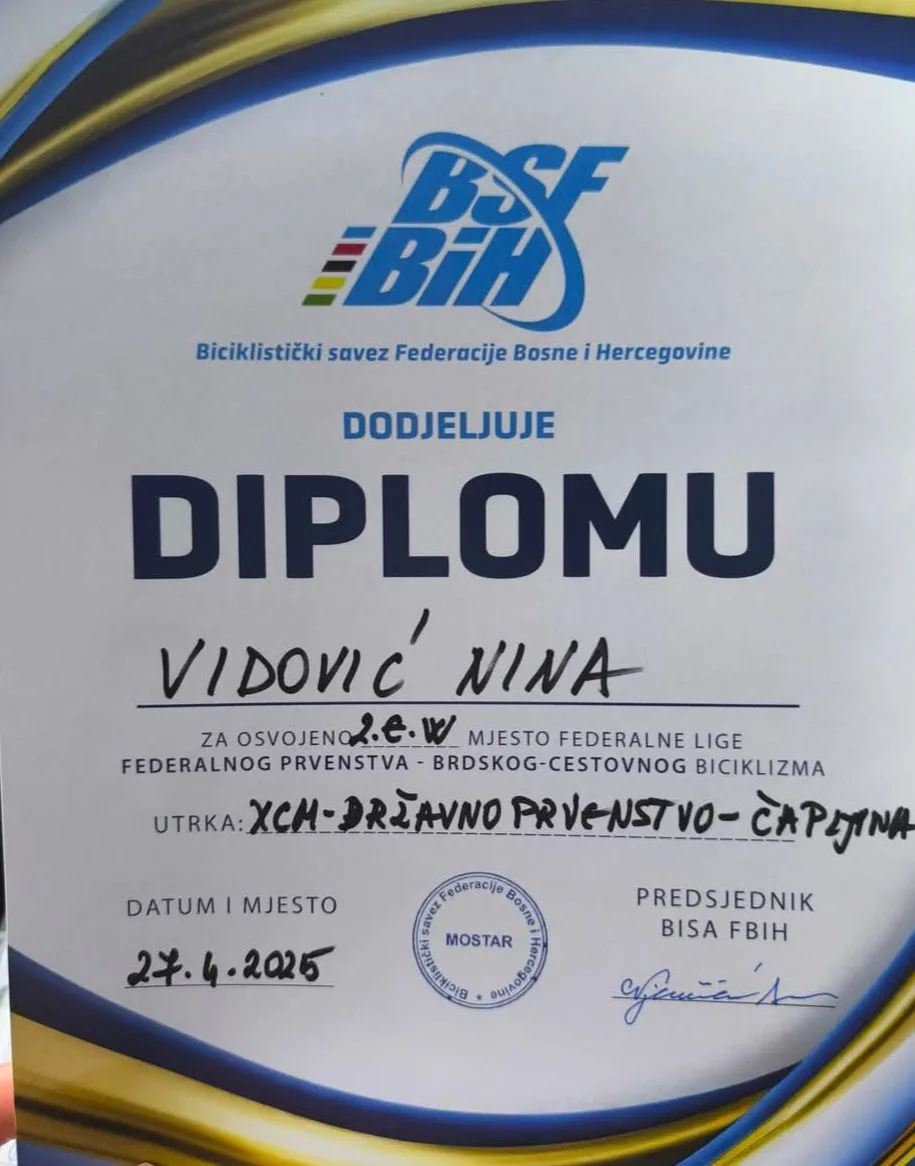 BSF
BiH
Biciklistički savez Federacije Bosne i Hercegovine
DODJELJUJE
DIPLOMU
VIDOVIĆ NINA
ZA OSVOJENO 2.E.W MJESTO FEDERALNE LIGE
FEDERALNOG PRVENSTVA - BRDSKOG-CESTOVNOG BICIKLIZMA
UTRKA: XCM-DRŽAVNO PRVENSTVO-ČAPLJINA
DATUM I MJESTO
27.4.2025
Biciklistički savez Federacije Bosne i Hercegovine *
MOSTAR
PREDSJEDNIK
BISA FBIH